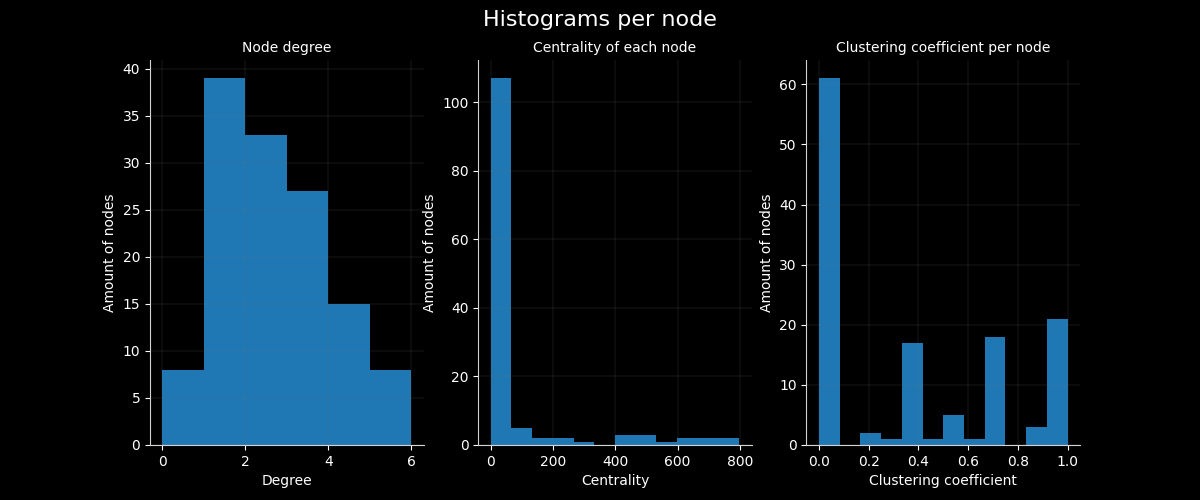 Histograms per node
Node degree
Amount of nodes
40
35
30
25
20
15
10
5
0
0 2 4 6
Degree
Centrality of each node
Amount of nodes
100
80
60
40
20
0
0 200 400 600 800
Centrality
Clustering coefficient per node
Amount of nodes
60
50
40
30
20
10
0
0.0 0.2 0.4 0.6 0.8 1.0
Clustering coefficient